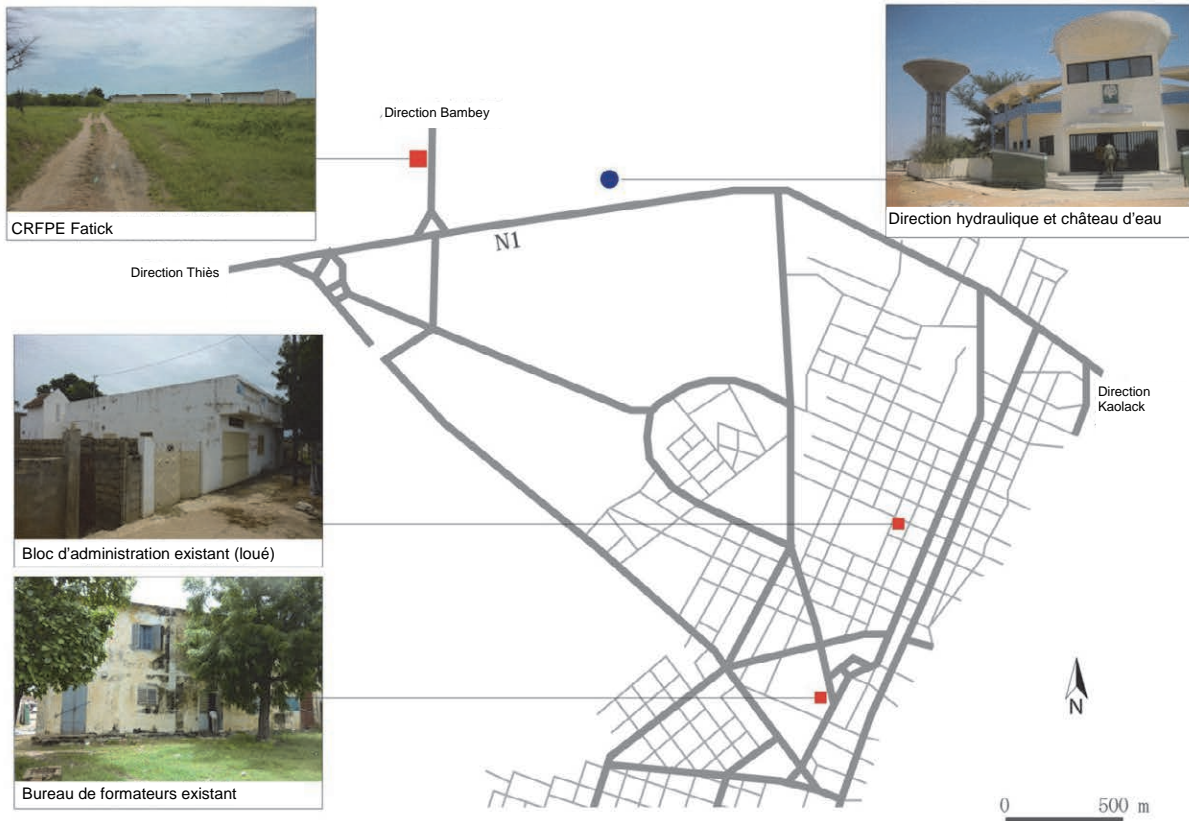 CRFPE Fatick
Direction Bambey
Direction hydraulique et château d'eau
N1
Direction Thiès
Direction
Kaolack
Bloc d'administration existant (loué)
Bureau de formateurs existant
N
0 500 m